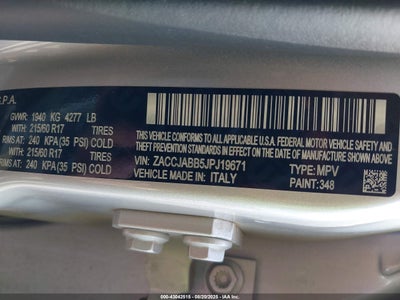 .P.A.
GVWR: 1940 KG 4277 LB
WITH: 215/60 R17 TIRES
RIMS AT: 240 KPA(35 PSI) COLD
WITH: 215/60 R17 TIRES
RIMS AT: 240 KPA(35 PSI) COLD
THIS VEHICLE CONFORMS TO ALL
APPLICABLE U.S.A. FEDERAL MOTOR VEHICLE
SAFETY, BUMPER AND THEFT PREVENTION
STANDARDS IN EFFECT ON THE DATE OF
MANUFACTURE SHOWN ABOVE.
VIN: ZACCJABB5JPJ19671 TYPE: MPV
VEHICLE MADE IN: ITALY PAINT: 348
000-43042515 - 08/20/2025 - IAA Inc.